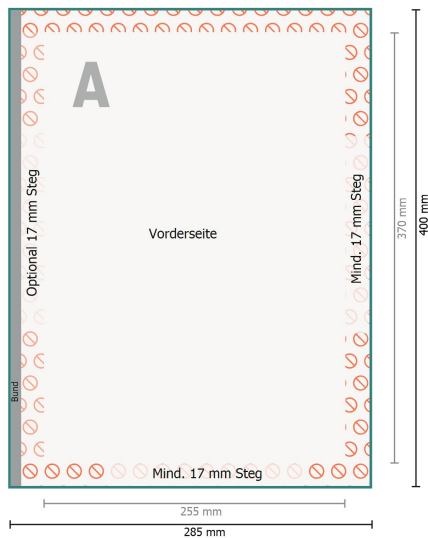 A
Vorderseite
Optional 17 mm Steg
Mind. 17 mm Steg
Bund
Mind. 17 mm Steg
370 mm
400 mm
255 mm
285 mm